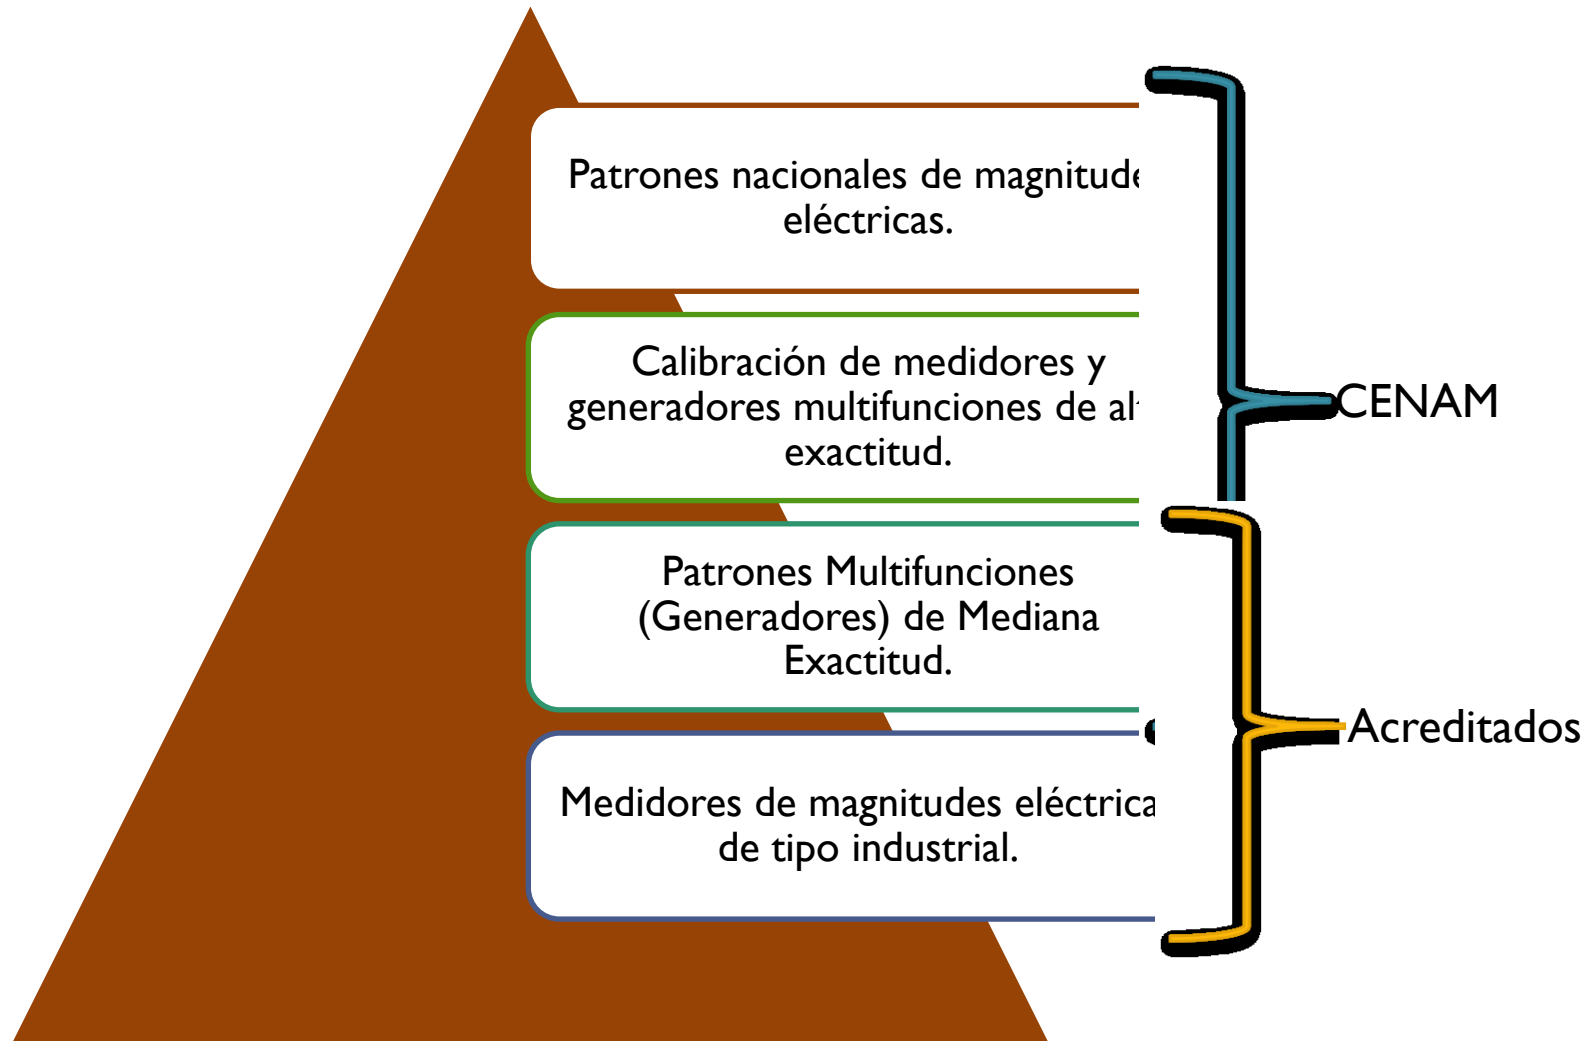 Patrones nacionales de magnitude
eléctricas.
Calibración de medidores y
generadores multifunciones de al
exactitud.
CENAM
Patrones Multifunciones
(Generadores) de Mediana
Exactitud.
Acreditados
Medidores de magnitudes eléctrica
de tipo industrial.